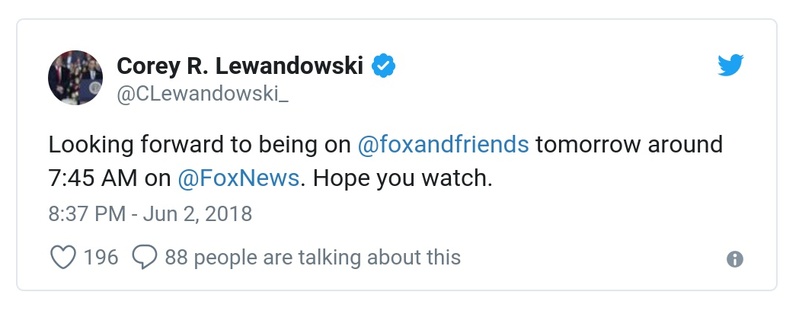 Corey R. Lewandowski
@CLewandowski_
Looking forward to being on @foxandfriends tomorrow around
7:45 AM on @FoxNews. Hope you watch.
8:37 PM - Jun 2, 2018
196 88 people are talking about this